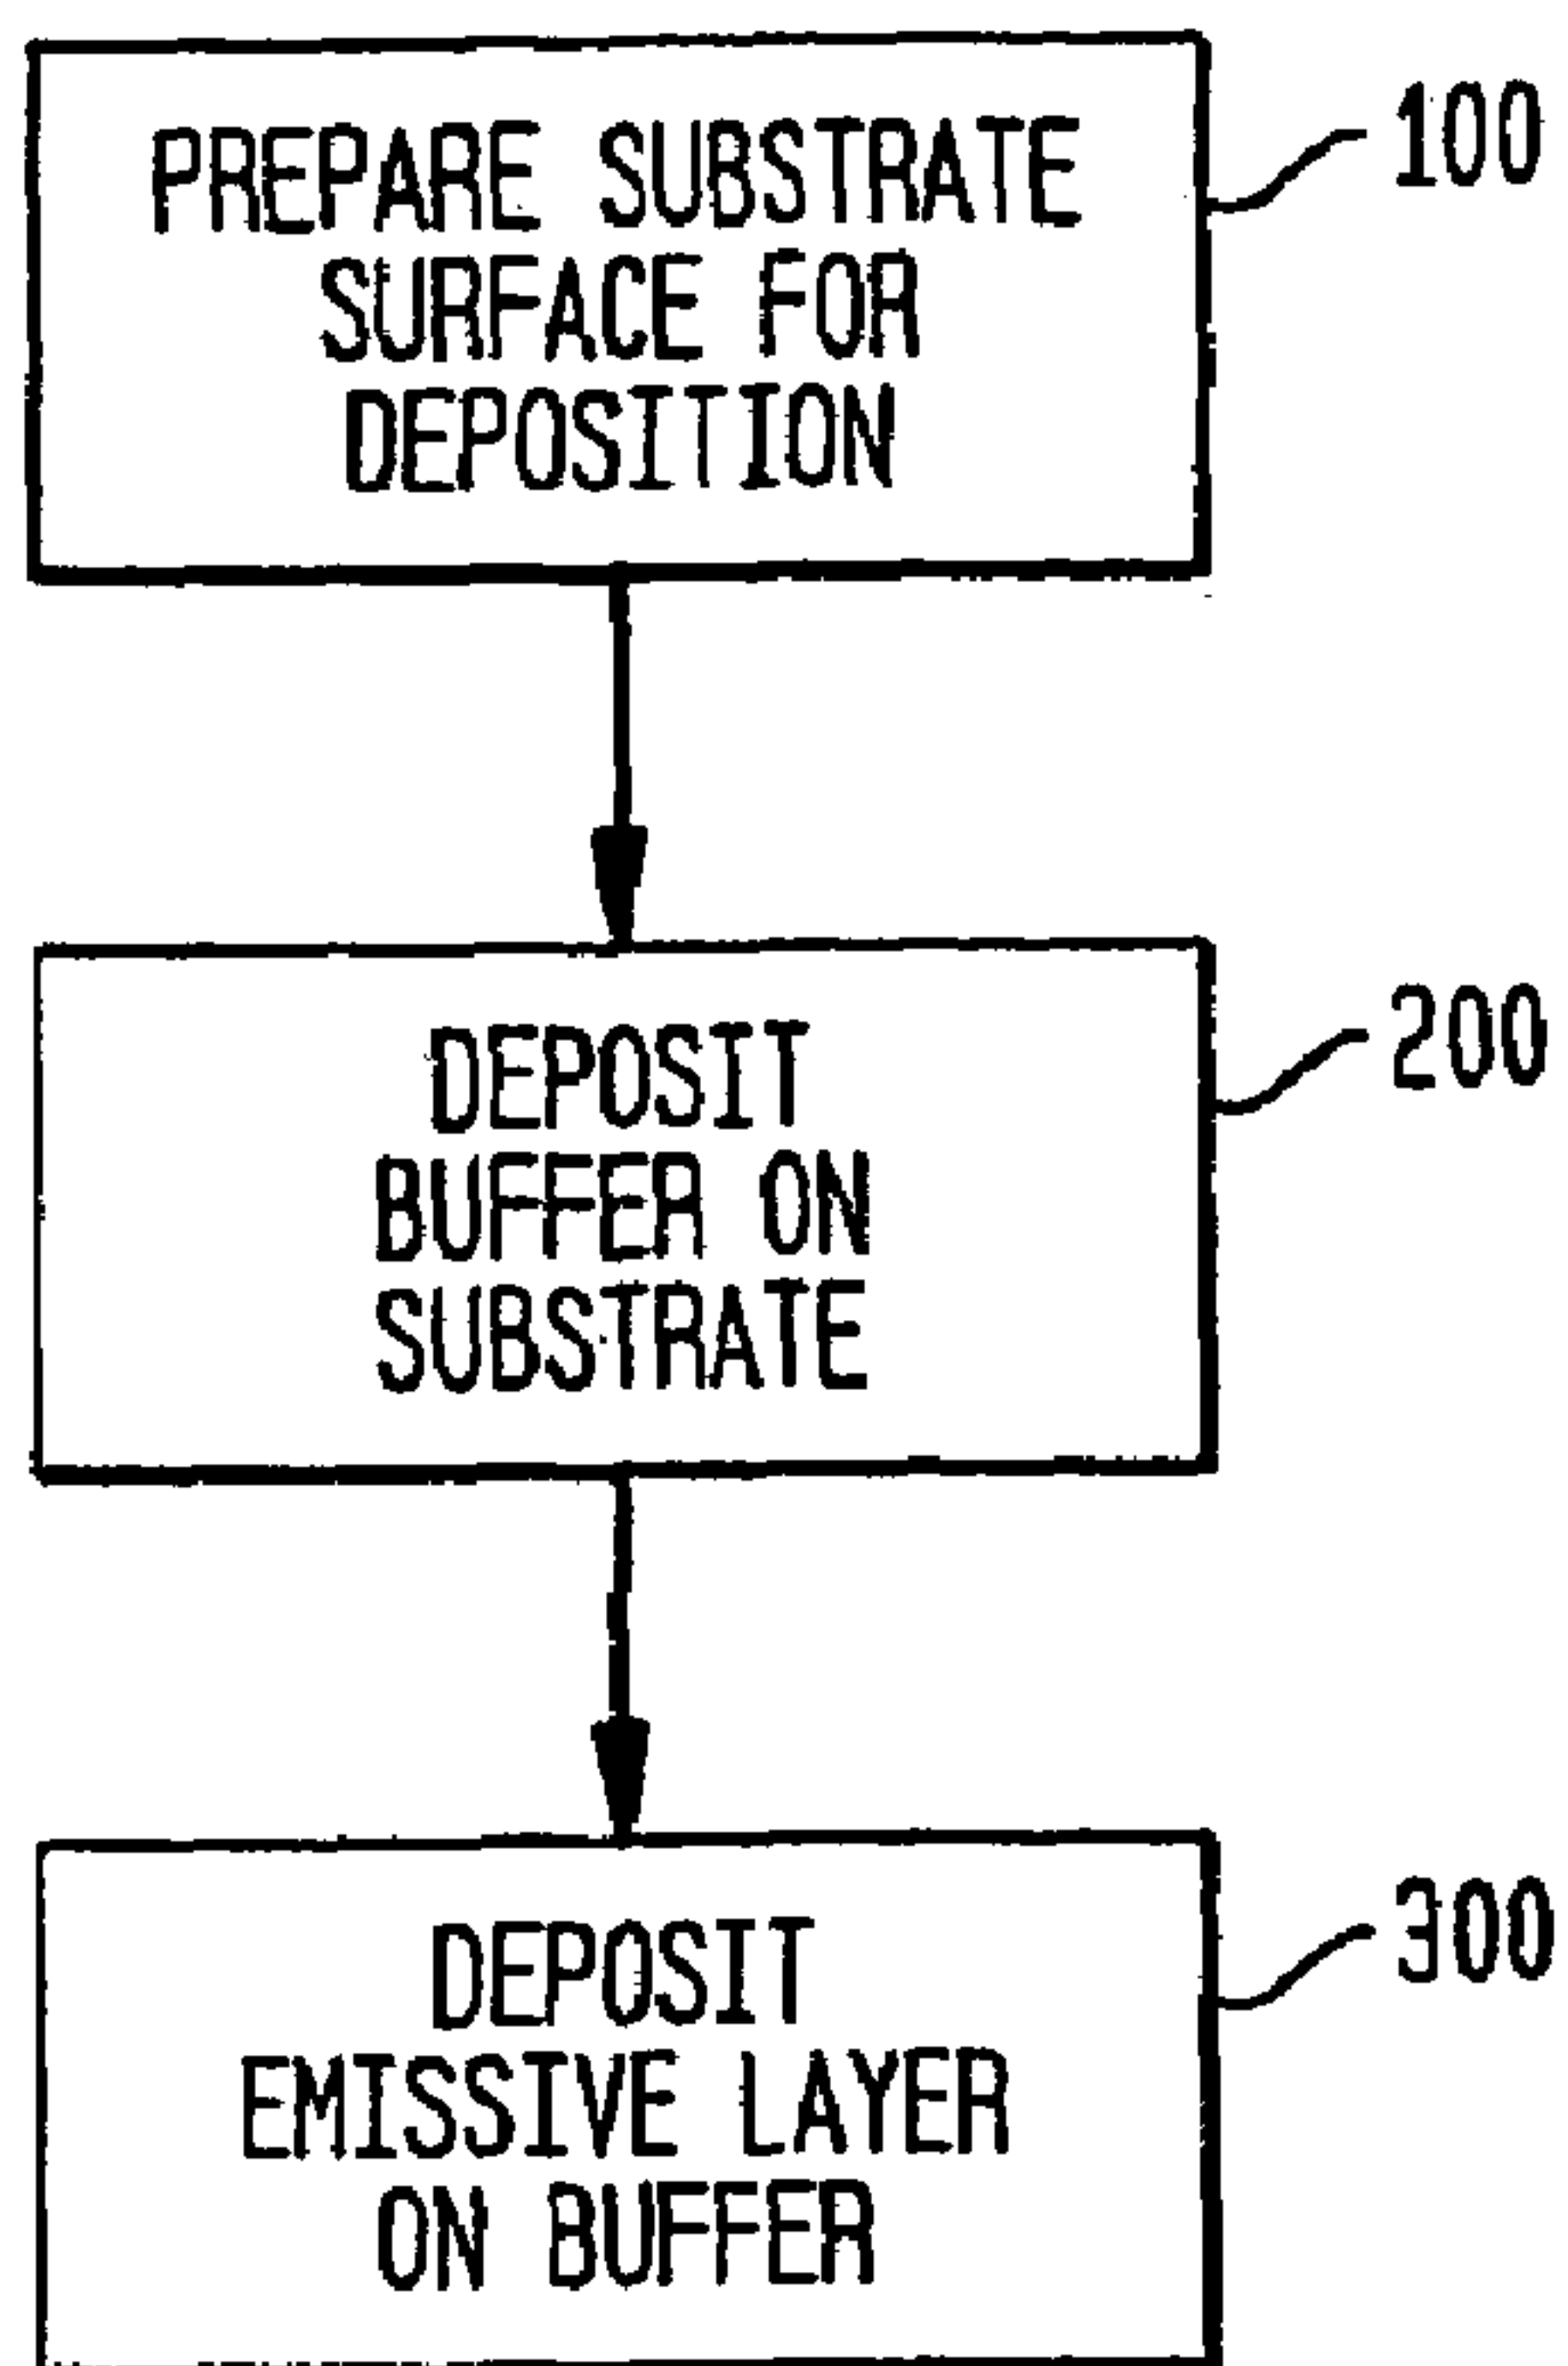 PREPARE SUBSTRATE
SURFACE FOR
DEPOSITION
100
DEPOSIT
BUFFER ON
SUBSTRATE
200
DEPOSIT
EMISSIVE LAYER
ON BUFFER
300